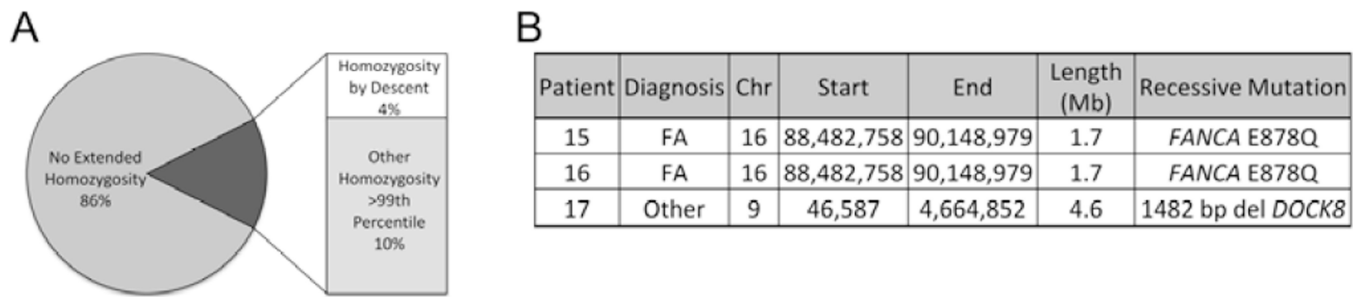 A
No Extended
Homozygosity
86%
Homozygosity
by Descent
4%
Other
Homozygosity
>99th
Percentile
10%
B
Patient Diagnosis Chr Start End Length (Mb) Recessive Mutation
15 FA 16 88,482,758 90,148,979 1.7 FANCA E878Q
16 FA 16 88,482,758 90,148,979 1.7 FANCA E878Q
17 Other 9 46,587 4,664,852 4.6 1482 bp del DOCK8